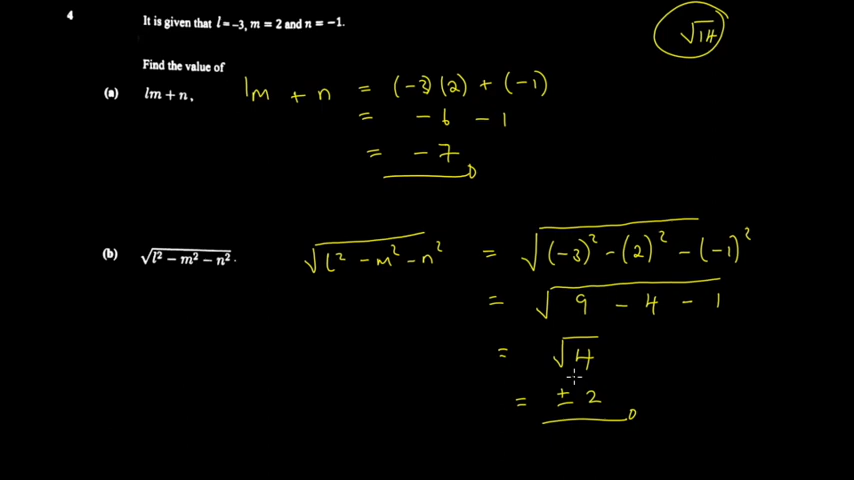 4 It is given that l = –3, m = 2 and n = –1.
√14
Find the value of
(a) lm + n, lm + n = (-3)(2) + (-1)
= - 6 - 1
= - 7
(b) √l² – m² – n². √l² - m² - n² = √(-3)² - (2)² - (-1)²
= √9 - 4 - 1
= √4
= ± 2